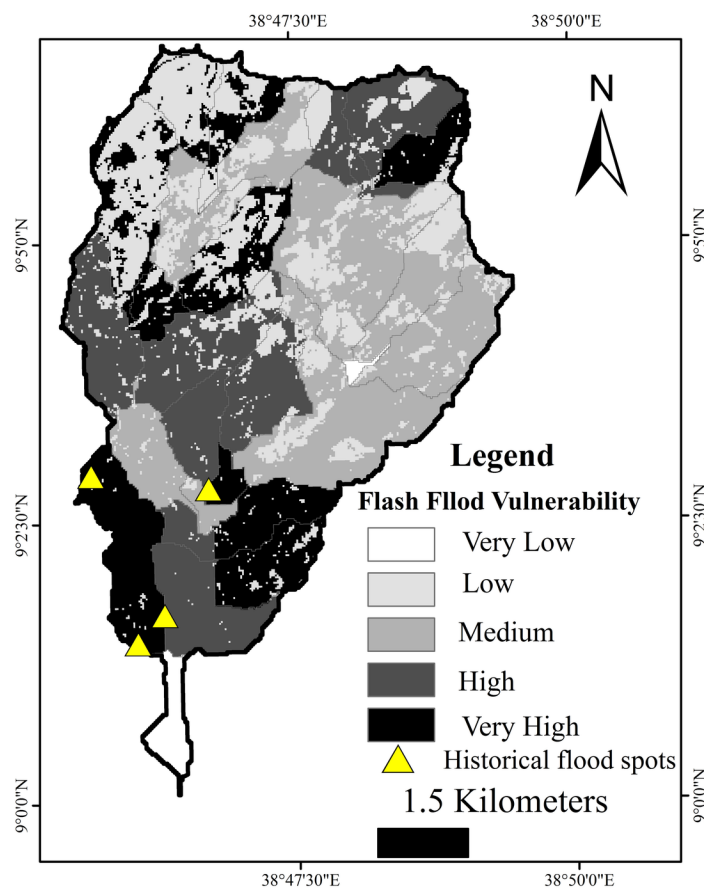 38°47'30"E 38°50'0"E
N
9°5'0"N 9°5'0"N
Legend
Flash Fllod Vulnerability
9°2'30"N 9°2'30"N
Very Low
Low
Medium
High
Very High
Historical flood spots
1.5 Kilometers
9°0'0"N 9°0'0"N
38°47'30"E 38°50'0"E